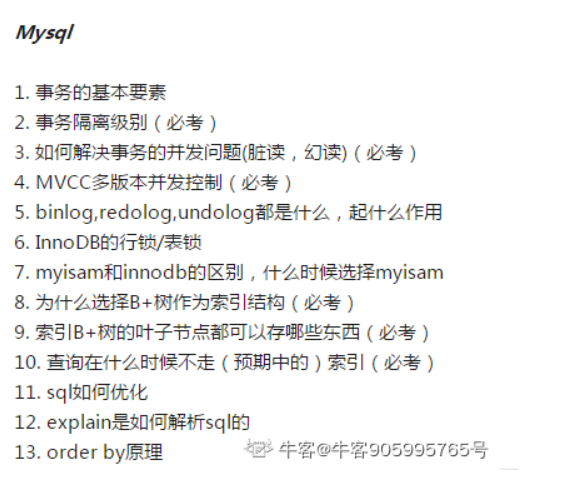 Mysql
1. 事务的基本要素
2. 事务隔离级别（必考）
3. 如何解决事务的并发问题(脏读，幻读)（必考）
4. MVCC多版本并发控制（必考）
5. binlog,redolog,undolog都是什么，起什么作用
6. InnoDB的行锁/表锁
7. myisam和innodb的区别，什么时候选择myisam
8. 为什么选择B+树作为索引结构（必考）
9. 索引B+树的叶子节点都可以存哪些东西（必考）
10. 查询在什么时候不走（预期中的）索引（必考）
11. sql如何优化
12. explain是如何解析sql的
13. order by原理
牛客@牛客905995765号